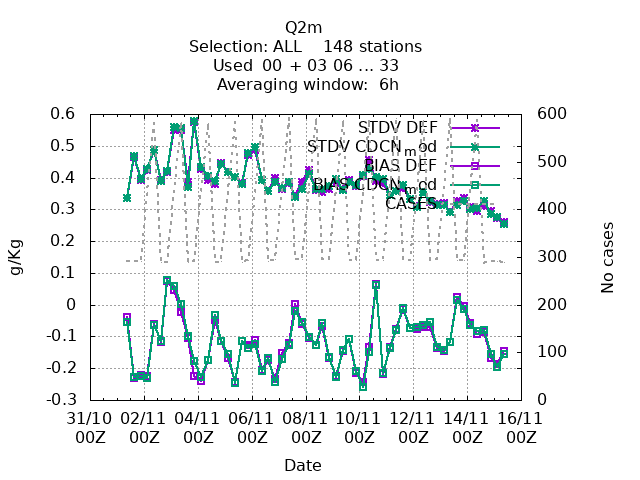 Q2m
Selection: ALL 148 stations
Used 00 + 03 06 ... 33
Averaging window: 6h
STDV DEF
STDV CDCN_mod
BIAS DEF
BIAS CDCN_mod
CASES
g/Kg
0.6
0.5
0.4
0.3
0.2
0.1
0
-0.1
-0.2
-0.3
No cases
600
500
400
300
200
100
0
31/10 02/11 04/11 06/11 08/11 10/11 12/11 14/11 16/11
00Z 00Z 00Z 00Z 00Z 00Z 00Z 00Z 00Z
Date